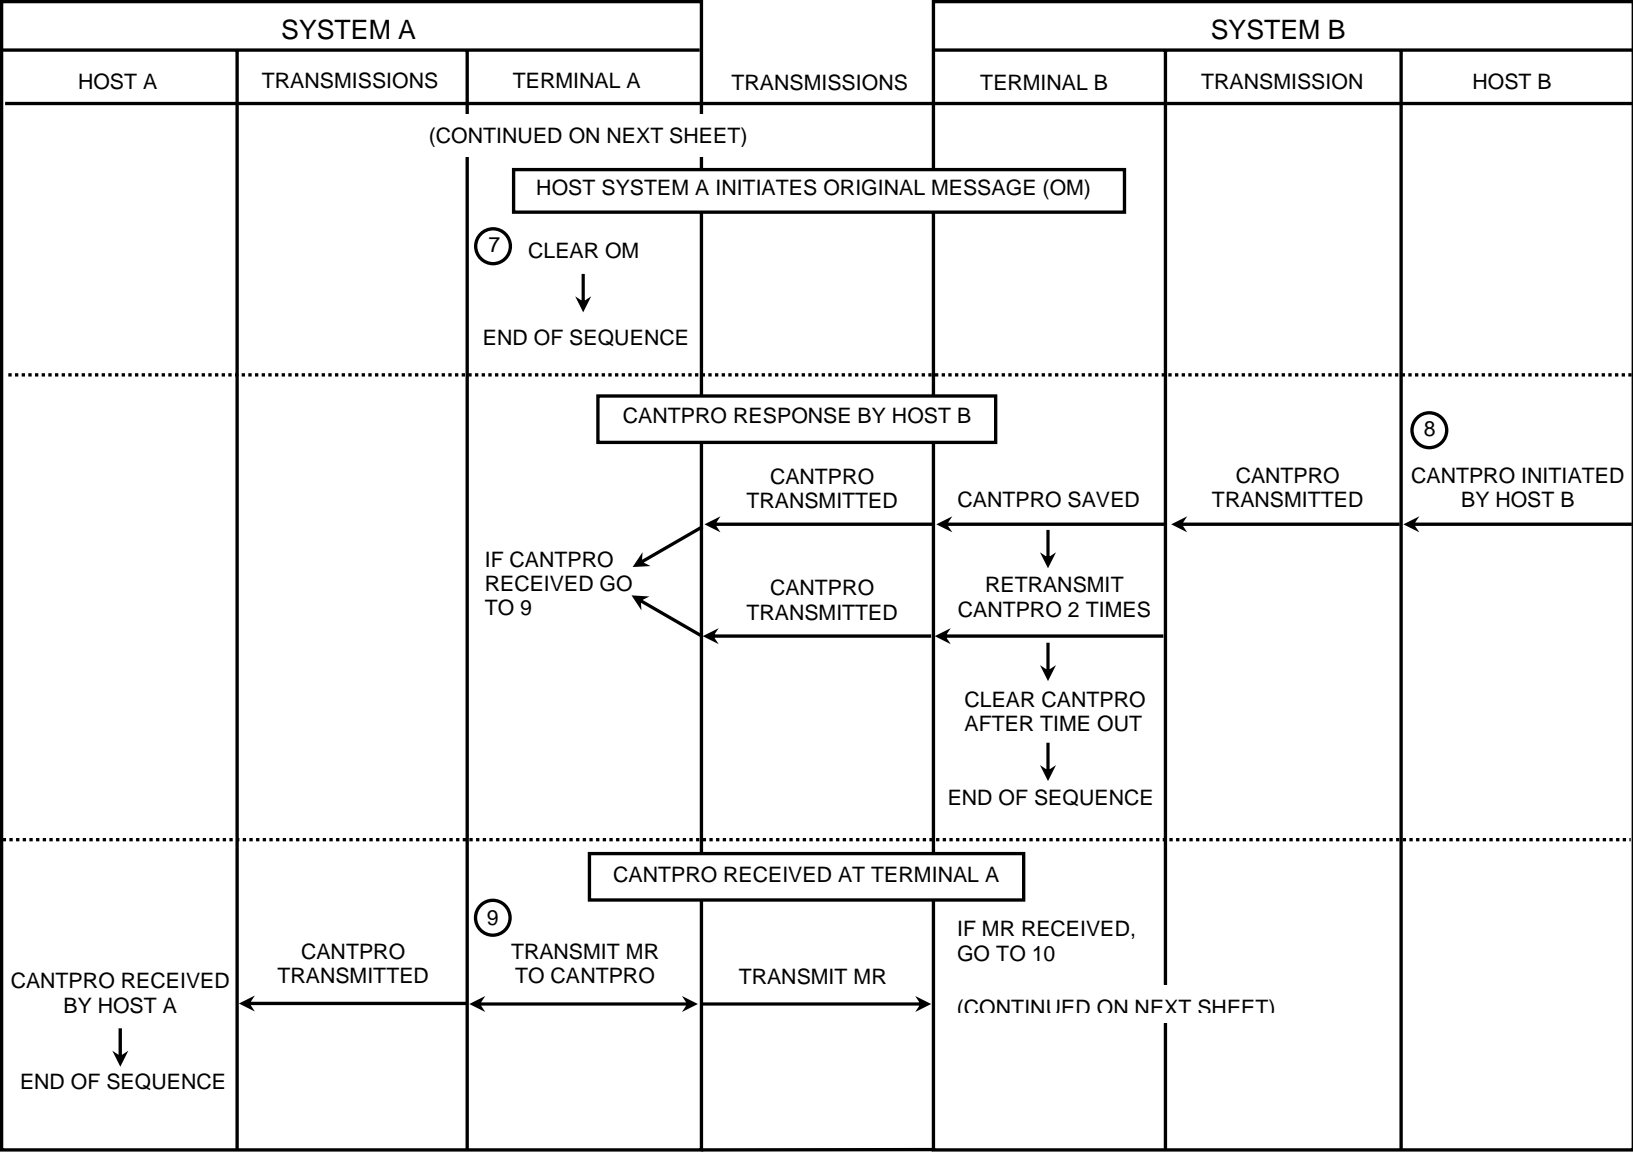 SYSTEM A
SYSTEM B
HOST A
TRANSMISSIONS
TERMINAL A
TRANSMISSIONS
TERMINAL B
TRANSMISSION
HOST B
(CONTINUED ON NEXT SHEET)
HOST SYSTEM A INITIATES ORIGINAL MESSAGE (OM)
7
CLEAR OM
END OF SEQUENCE
CANTPRO RESPONSE BY HOST B
8
CANTPRO INITIATED
BY HOST B
CANTPRO
TRANSMITTED
CANTPRO SAVED
CANTPRO
TRANSMITTED
IF CANTPRO
RECEIVED GO
TO 9
RETRANSMIT
CANTPRO 2 TIMES
CANTPRO
TRANSMITTED
CLEAR CANTPRO
AFTER TIME OUT
END OF SEQUENCE
CANTPRO RECEIVED AT TERMINAL A
9
TRANSMIT MR
TO CANTPRO
CANTPRO
TRANSMITTED
CANTPRO RECEIVED
BY HOST A
END OF SEQUENCE
TRANSMIT MR
IF MR RECEIVED,
GO TO 10
(CONTINUED ON NEXT SHEET)